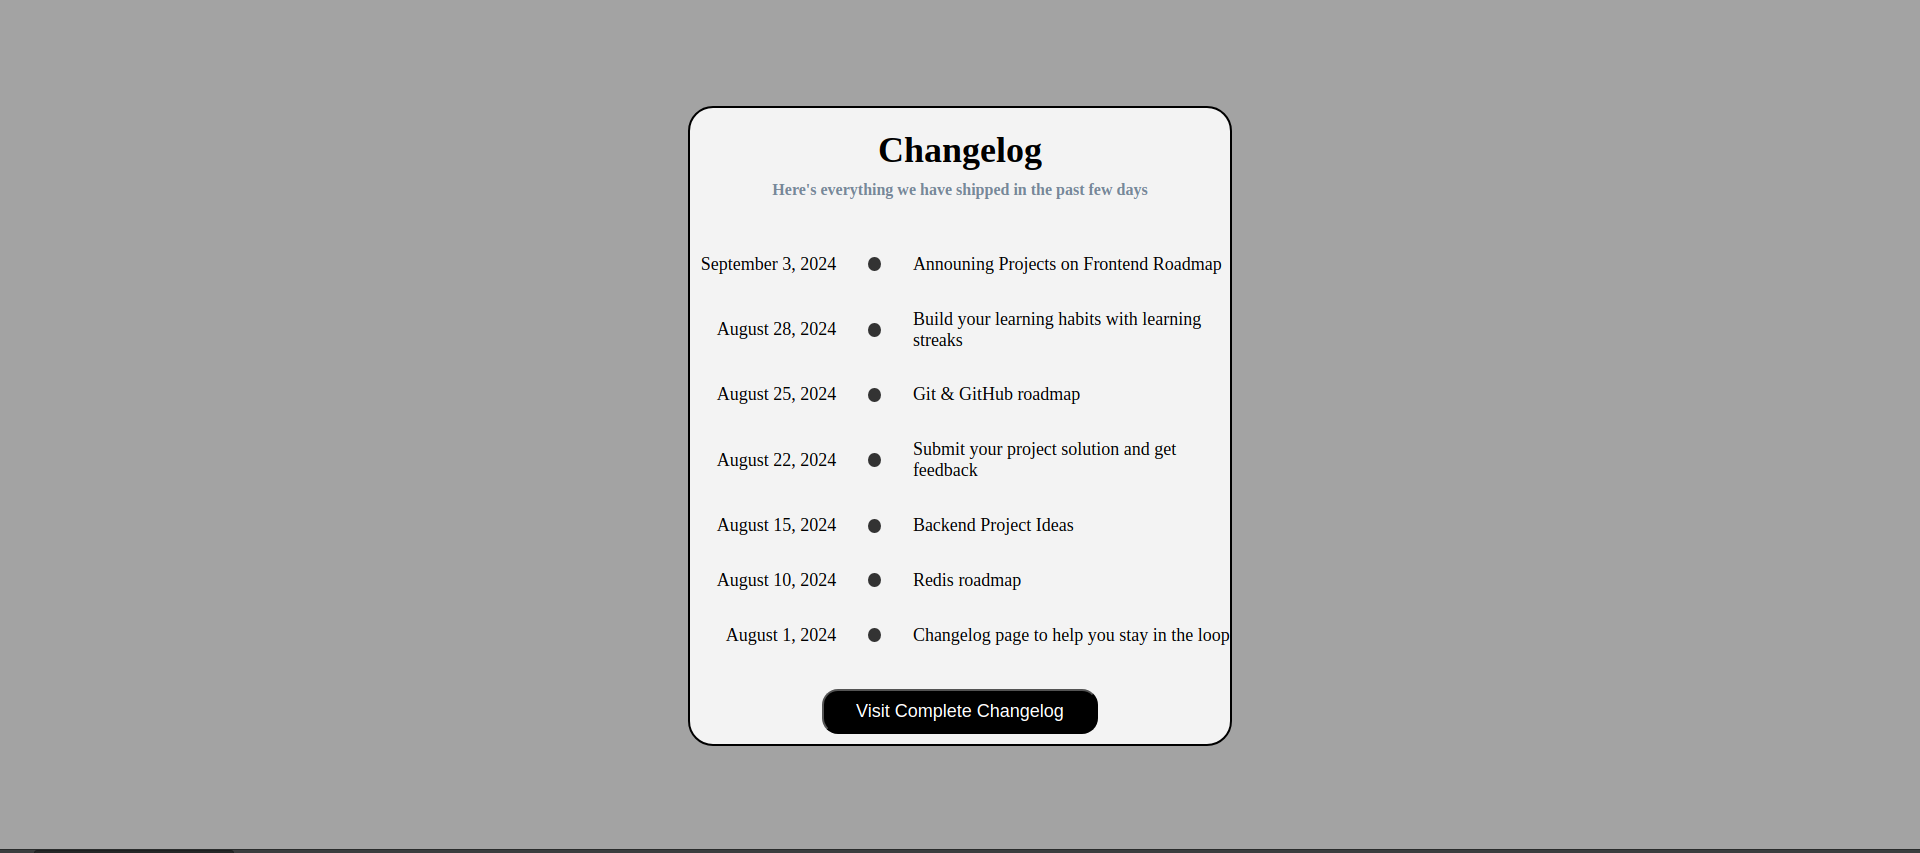 Changelog
Here's everything we have shipped in the past few days
September 3, 2024 Announing Projects on Frontend Roadmap
August 28, 2024 Build your learning habits with learning
streaks
August 25, 2024 Git & GitHub roadmap
August 22, 2024 Submit your project solution and get
feedback
August 15, 2024 Backend Project Ideas
August 10, 2024 Redis roadmap
August 1, 2024 Changelog page to help you stay in the loop
Visit Complete Changelog